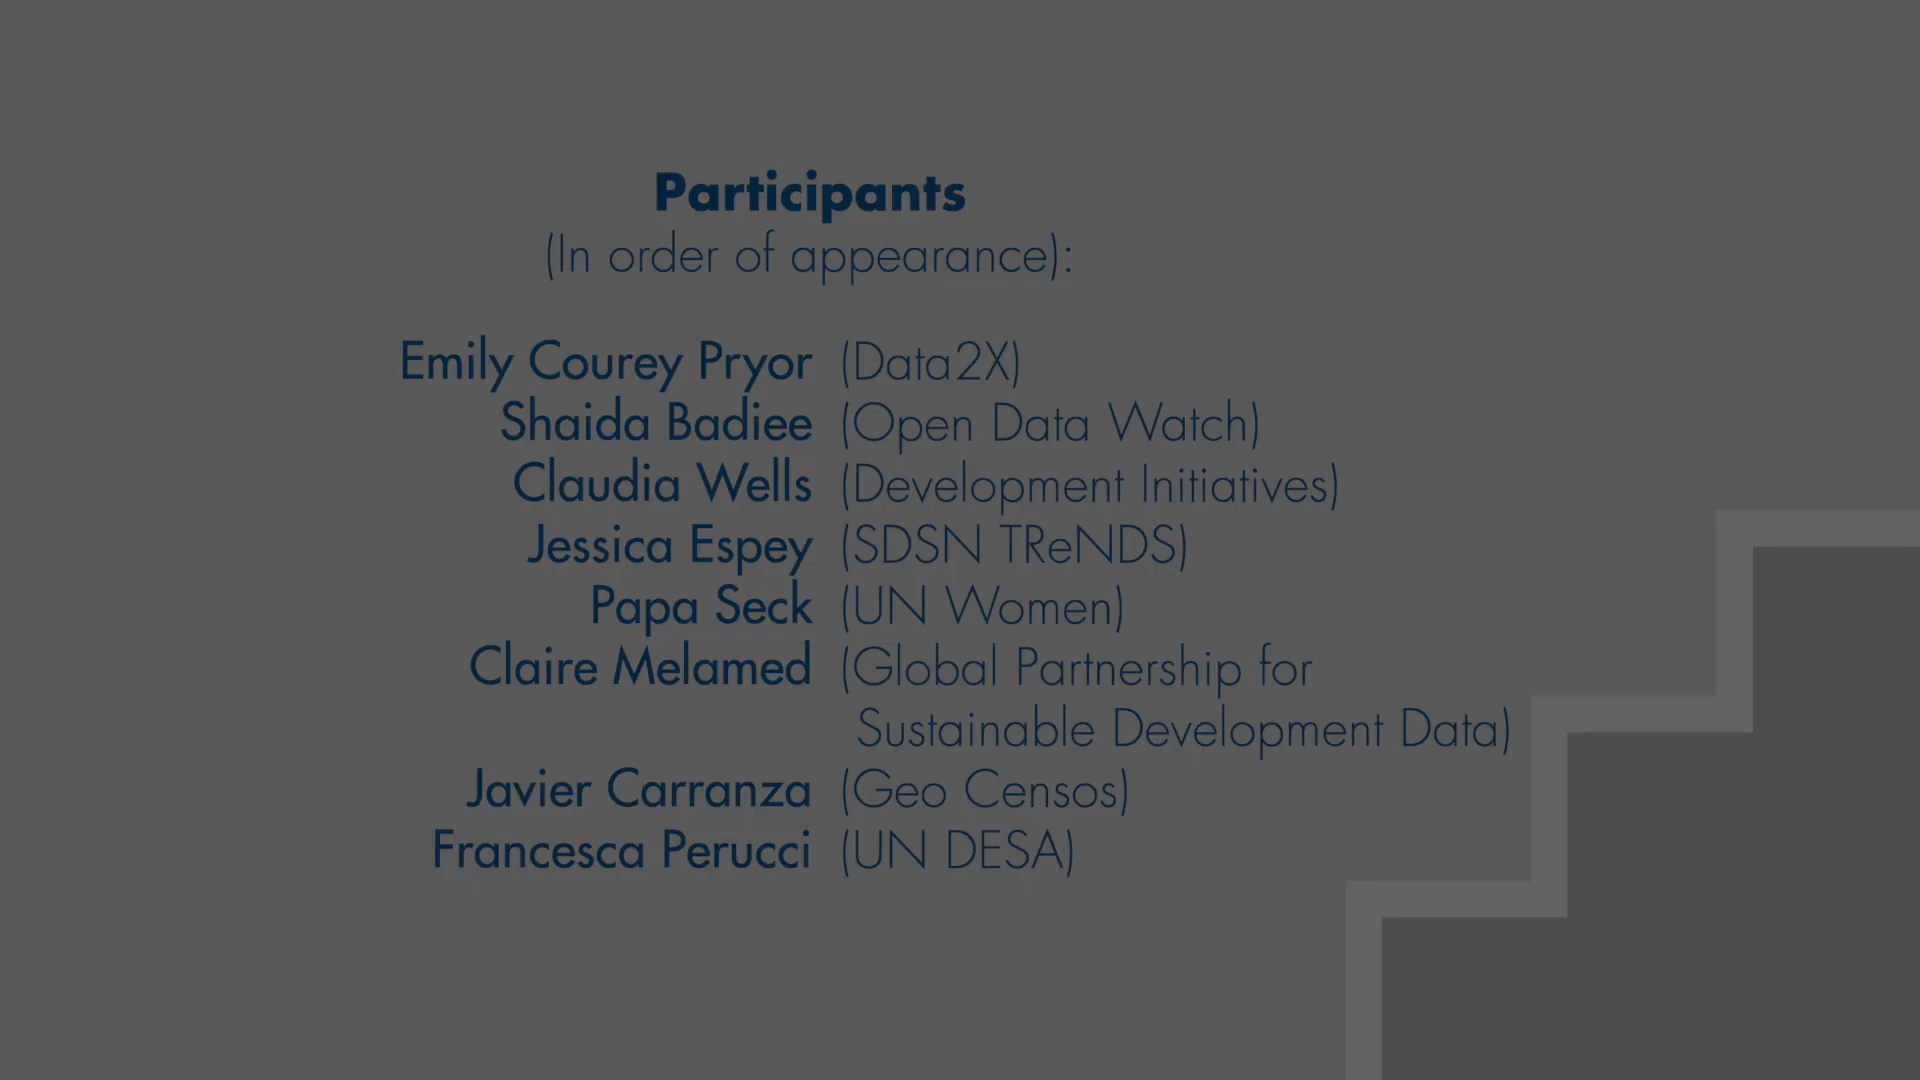 Participants
(In order of appearance):
Emily Courey Pryor (Data2X)
Shaida Badiee (Open Data Watch)
Claudia Wells (Development Initiatives)
Jessica Espey (SDSN TReNDS)
Papa Seck (UN Women)
Claire Melamed (Global Partnership for
Sustainable Development Data)
Javier Carranza (Geo Censos)
Francesca Perucci (UN DESA)